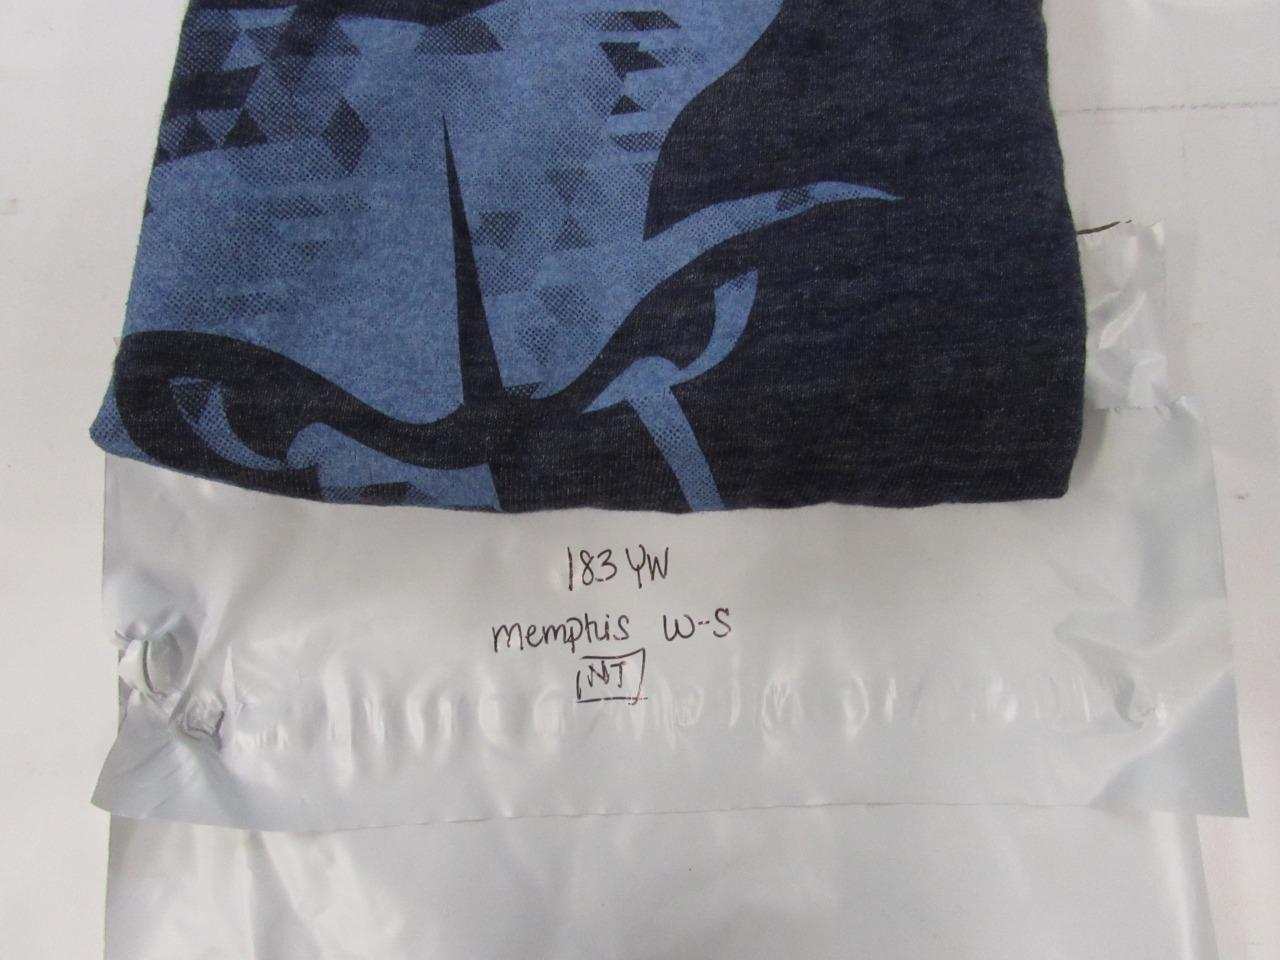 183 YW
memphis W-S
NT